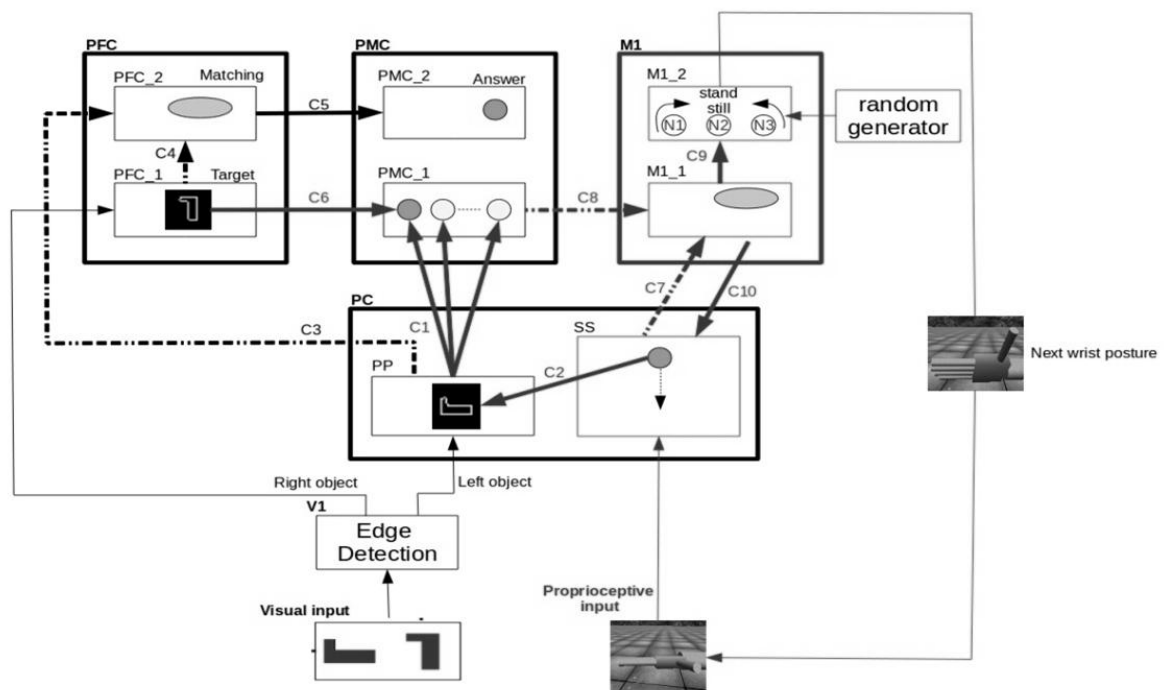 PFC
PMC
M1
PFC_2
Matching
PMC_2
Answer
M1_2
stand
still
N1
N2
N3
random
generator
C5
C4
C9
PFC_1
Target
PMC_1
M1_1
C6
C8
C7
C10
PC
C3
C1
SS
PP
C2
Next wrist posture
Right object
Left object
V1
Edge
Detection
Proprioceptive
input
Visual input